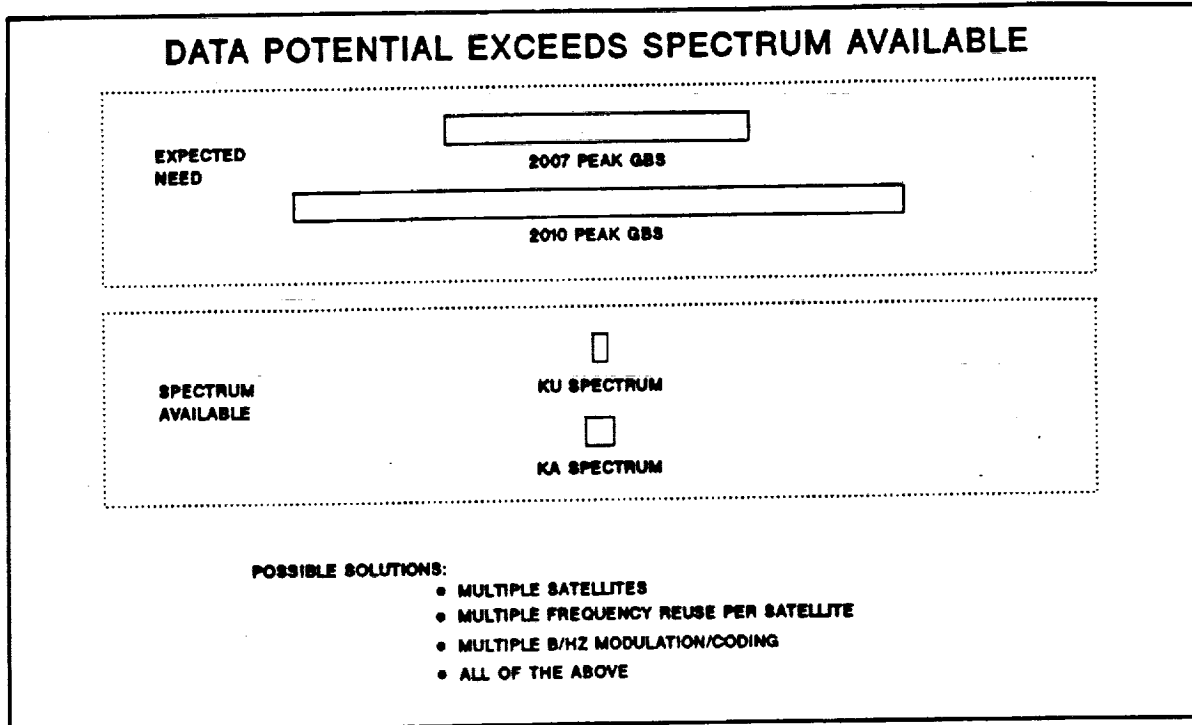 DATA POTENTIAL EXCEEDS SPECTRUM AVAILABLE
EXPECTED
NEED
2007 PEAK GBS
2010 PEAK GBS
SPECTRUM
AVAILABLE
KU SPECTRUM
KA SPECTRUM
POSSIBLE SOLUTIONS:
• MULTIPLE SATELLITES
• MULTIPLE FREQUENCY REUSE PER SATELLITE
• MULTIPLE B/HZ MODULATION/CODING
• ALL OF THE ABOVE